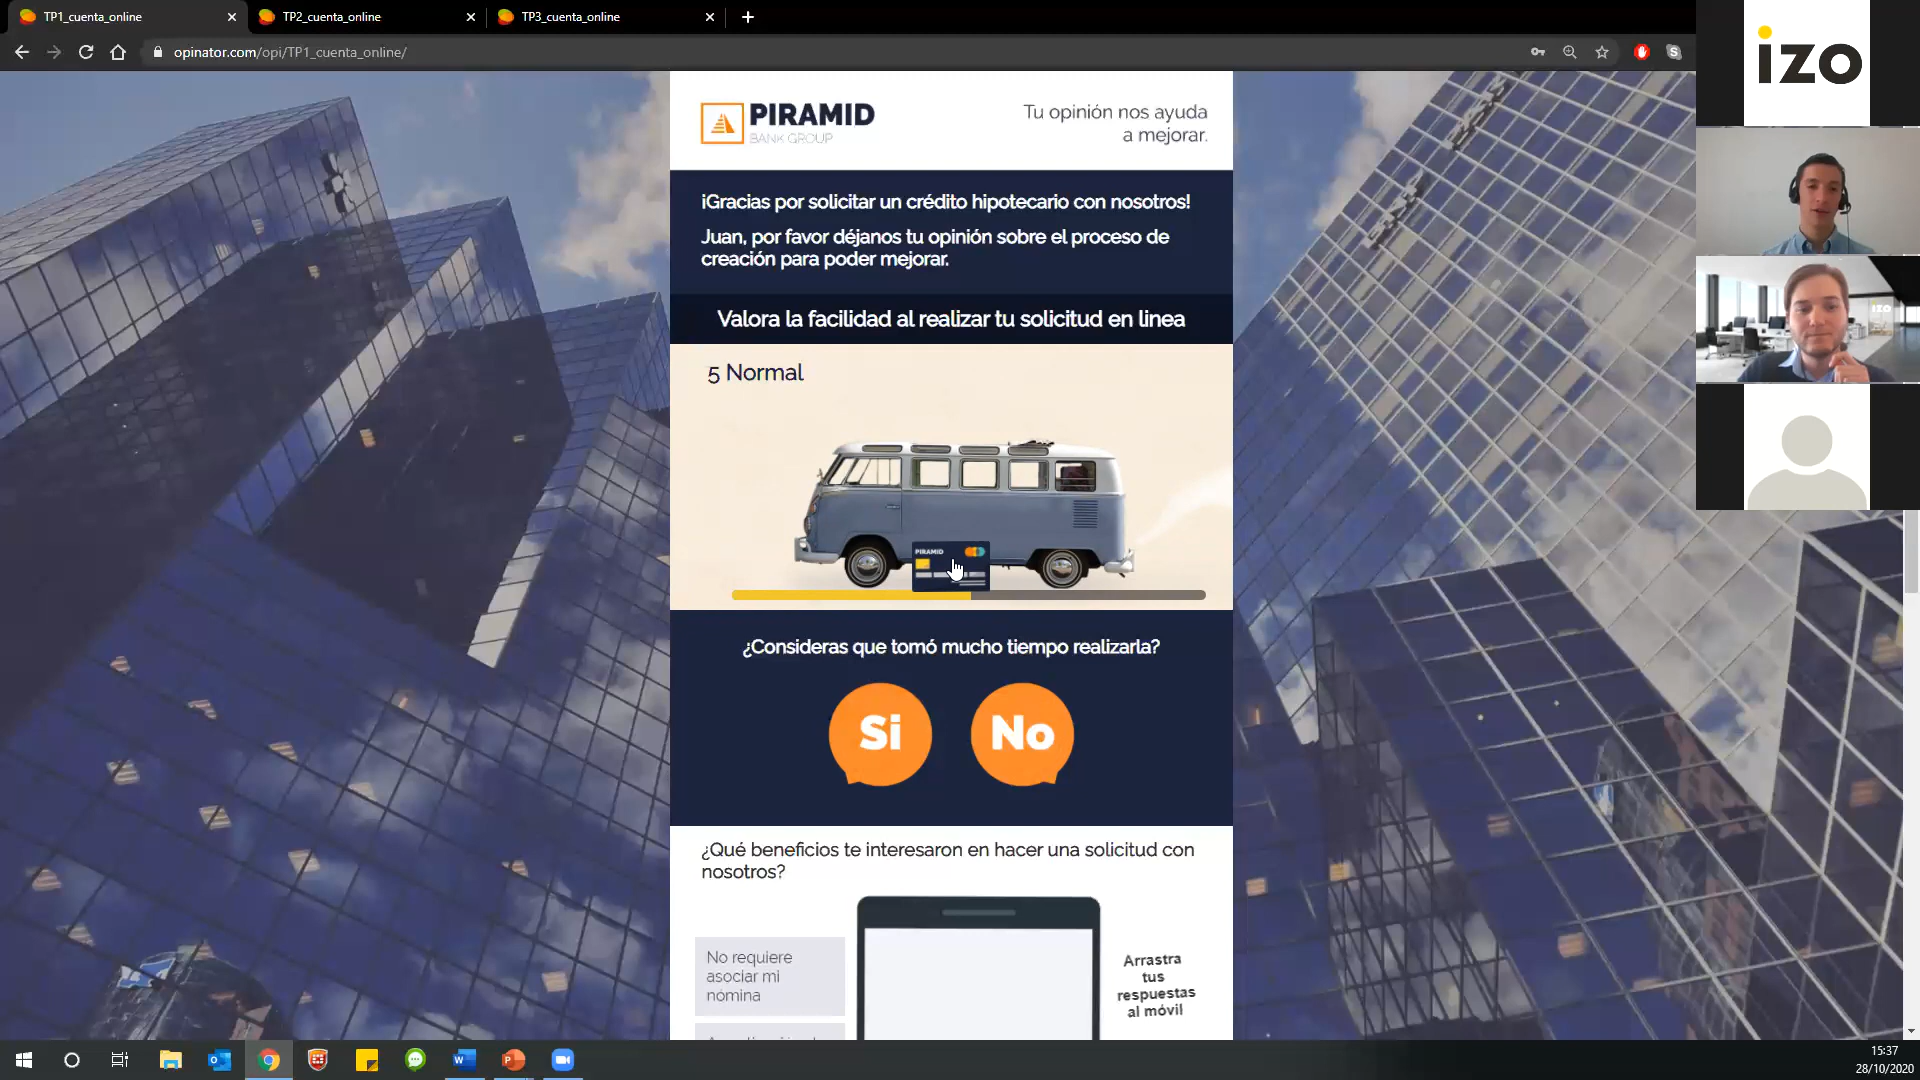 TP1_cuenta_online
TP2_cuenta_online
TP3_cuenta_online
opinator.com/opi/TP1_cuenta_online/
izo
PIRAMID
BANK GROUP
Tu opinión nos ayuda
a mejorar.
¡Gracias por solicitar un crédito hipotecario con nosotros!
Juan, por favor déjanos tu opinión sobre el proceso de
creación para poder mejorar.
Valora la facilidad al realizar tu solicitud en linea
5 Normal
PIRAMID
¿Consideras que tomó mucho tiempo realizarla?
Si
No
¿Qué beneficios te interesaron en hacer una solicitud con
nosotros?
No requiere
asociar mi
nómina
Arrastra
tus
respuestas
al móvil
15:37
28/10/2020